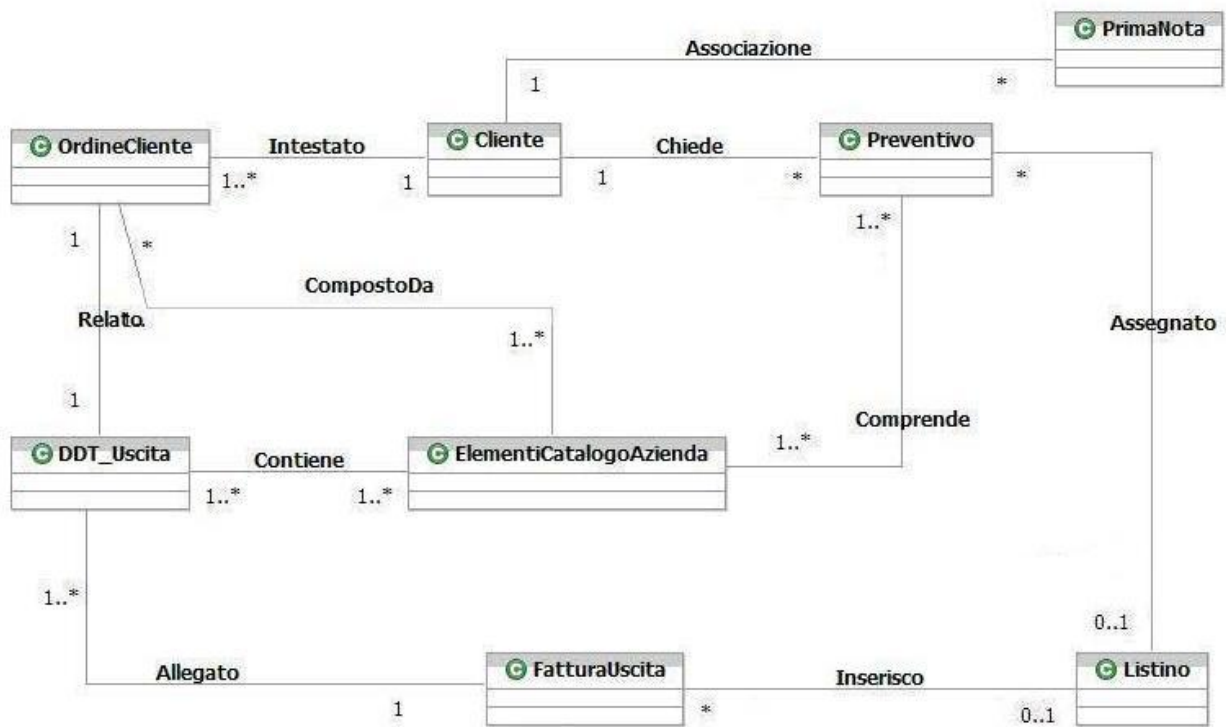 PrimaNota
Associazione
1
*
OrdineCliente
Intestato
Cliente
Chiede
Preventivo
1..*
1
1
*
*
1
*
1..*
CompostoDa
Relato.
1..*
Assegnato
1
Comprende
DDT_Uscita
Contiene
ElementiCatalogoAzienda
1..*
1..*
1..*
1..*
0..1
Allegato
FatturaUscita
Inserisco
Listino
1
*
0..1